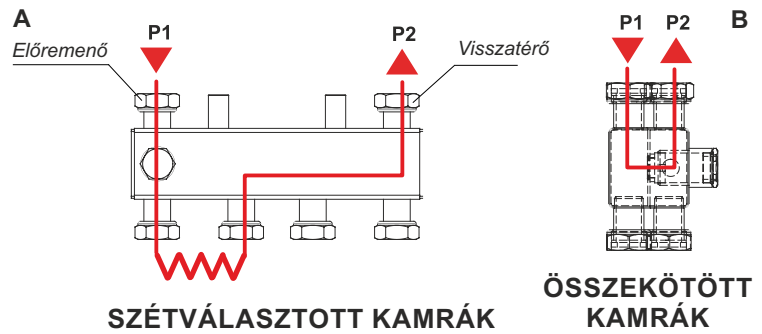 A
P1
P2
Előremenő
Visszatérő
SZÉTVÁLASZTOTT KAMRÁK
P1
P2
B
ÖSSZEKÖTÖTT
KAMRÁK